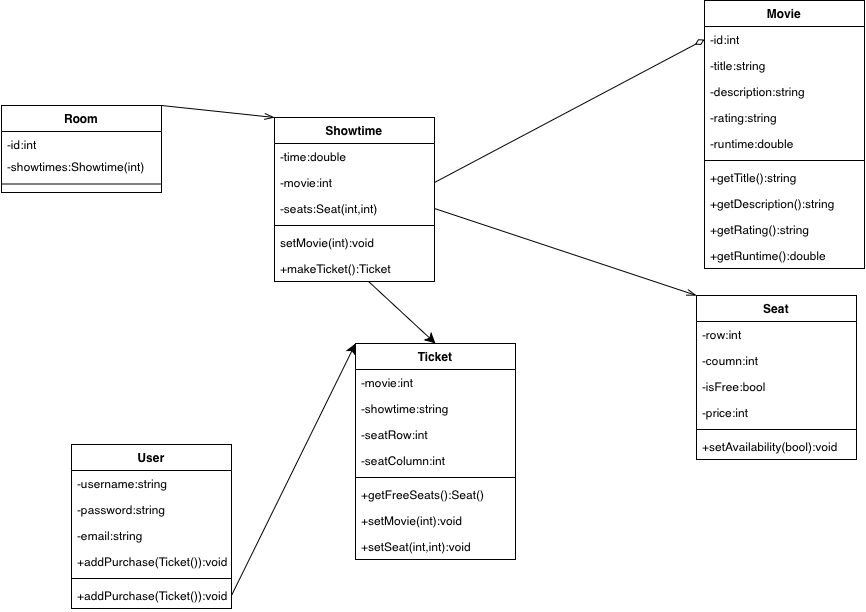 Movie
-id:int
-title:string
-description:string
-rating:string
-runtime:double
+getTitle():string
+getDescription():string
+getRating():string
+getRuntime():double
Room
-id:int
-showtimes:Showtime(int)
Showtime
-time:double
-movie:int
-seats:Seat(int,int)
setMovie(int):void
+makeTicket():Ticket
Seat
-row:int
-coumn:int
-isFree:bool
-price:int
+setAvailability(bool):void
Ticket
-movie:int
-showtime:string
-seatRow:int
-seatColumn:int
+getFreeSeats():Seat()
+setMovie(int):void
+setSeat(int,int):void
User
-username:string
-password:string
-email:string
+addPurchase(Ticket()):void
+addPurchase(Ticket()):void